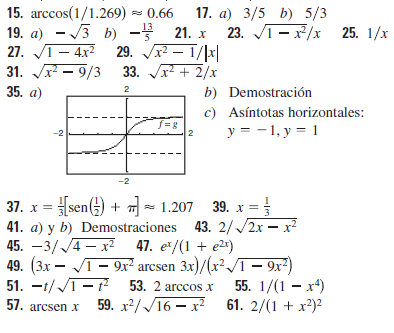 15. arccos(1/1.269) ≈ 0.66 17. a) 3/5 b) 5/3
19. a) −√3 b) −13/5 21. x 23. √(1 − x²)/x 25. 1/x
27. √(1 − 4x²) 29. √(x² − 1)/|x|
31. √(x² − 9)/3 33. √(x² + 2)/x
35. a)
2
−2
f = g
2
−2
b) Demostración
c) Asíntotas horizontales:
y = −1, y = 1
37. x = 1/3[sen(1/2) + π] ≈ 1.207 39. x = 1/3
41. a) y b) Demostraciones 43. 2/√(2x − x²)
45. −3/√(4 − x²) 47. eˣ/(1 + e²ˣ)
49. (3x − √(1 − 9x²) arcsen 3x)/(x²√(1 − 9x²))
51. −t/√(1 − t²) 53. 2 arccos x 55. 1/(1 − x⁴)
57. arcsen x 59. x²/√(16 − x²) 61. 2/(1 + x²)²